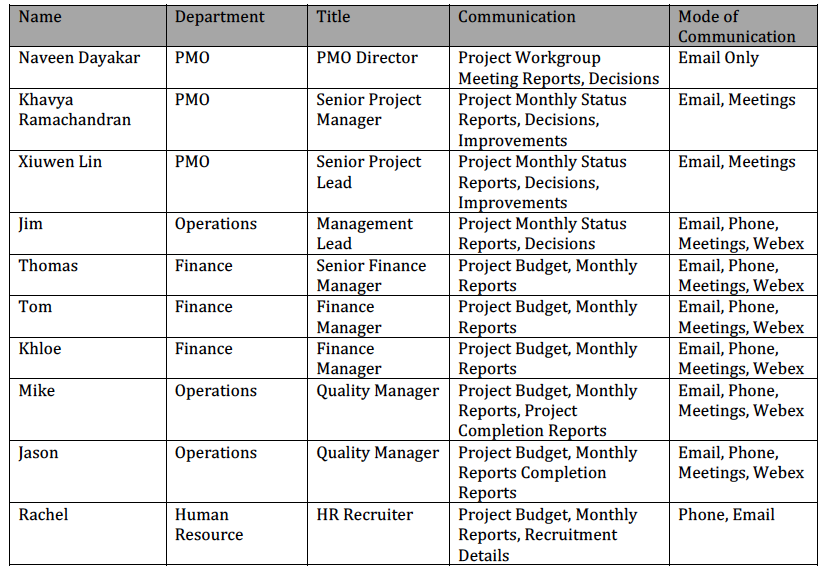 Name Department Title Communication Mode of
Communication
Naveen Dayakar PMO PMO Director Project Workgroup Email Only
Meeting Reports, Decisions
Khavya PMO Senior Project Project Monthly Status Email, Meetings
Ramachandran Manager Reports, Decisions,
Improvements
Xiuwen Lin PMO Senior Project Project Monthly Status Email, Meetings
Lead Reports, Decisions,
Improvements
Jim Operations Management Project Monthly Status Email, Phone,
Lead Reports, Decisions Meetings, Webex
Thomas Finance Senior Finance Project Budget, Monthly Email, Phone,
Manager Reports Meetings, Webex
Tom Finance Finance Project Budget, Monthly Email, Phone,
Manager Reports Meetings, Webex
Khloe Finance Finance Project Budget, Monthly Email, Phone,
Manager Reports Meetings, Webex
Mike Operations Quality Manager Project Budget, Monthly Email, Phone,
Reports, Project Meetings, Webex
Completion Reports
Jason Operations Quality Manager Project Budget, Monthly Email, Phone,
Reports Completion Meetings, Webex
Reports
Rachel Human HR Recruiter Project Budget, Monthly Phone, Email
Resource Reports, Recruitment
Details